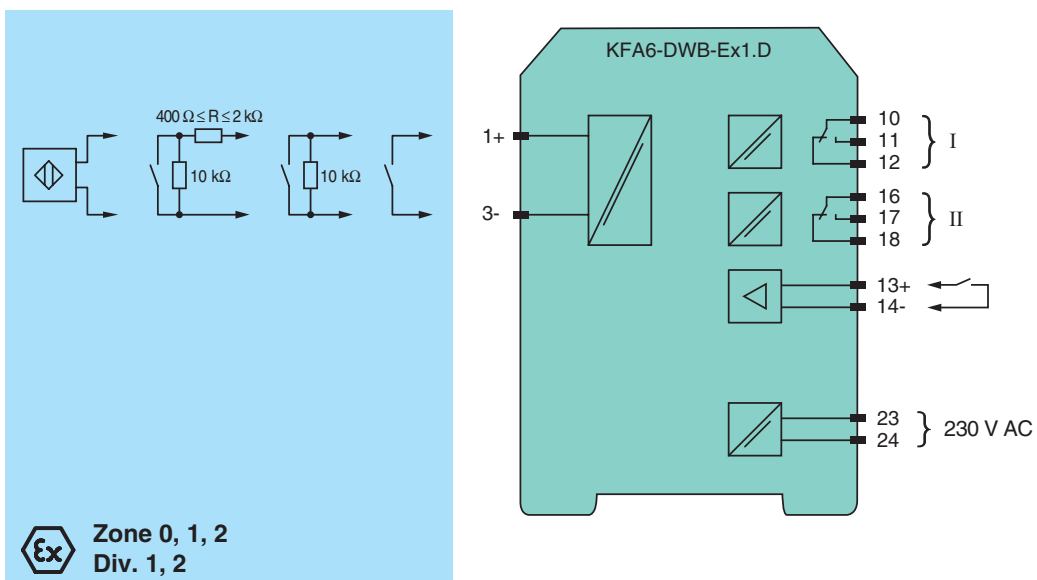 KFA6-DWB-Ex1.D
400 Ω ≤ R ≤ 2 kΩ
10 kΩ
10 kΩ
1+
3-
10
11
12
I
16
17
18
II
13+
14-
23
24
230 V AC
Ex
Zone 0, 1, 2
Div. 1, 2